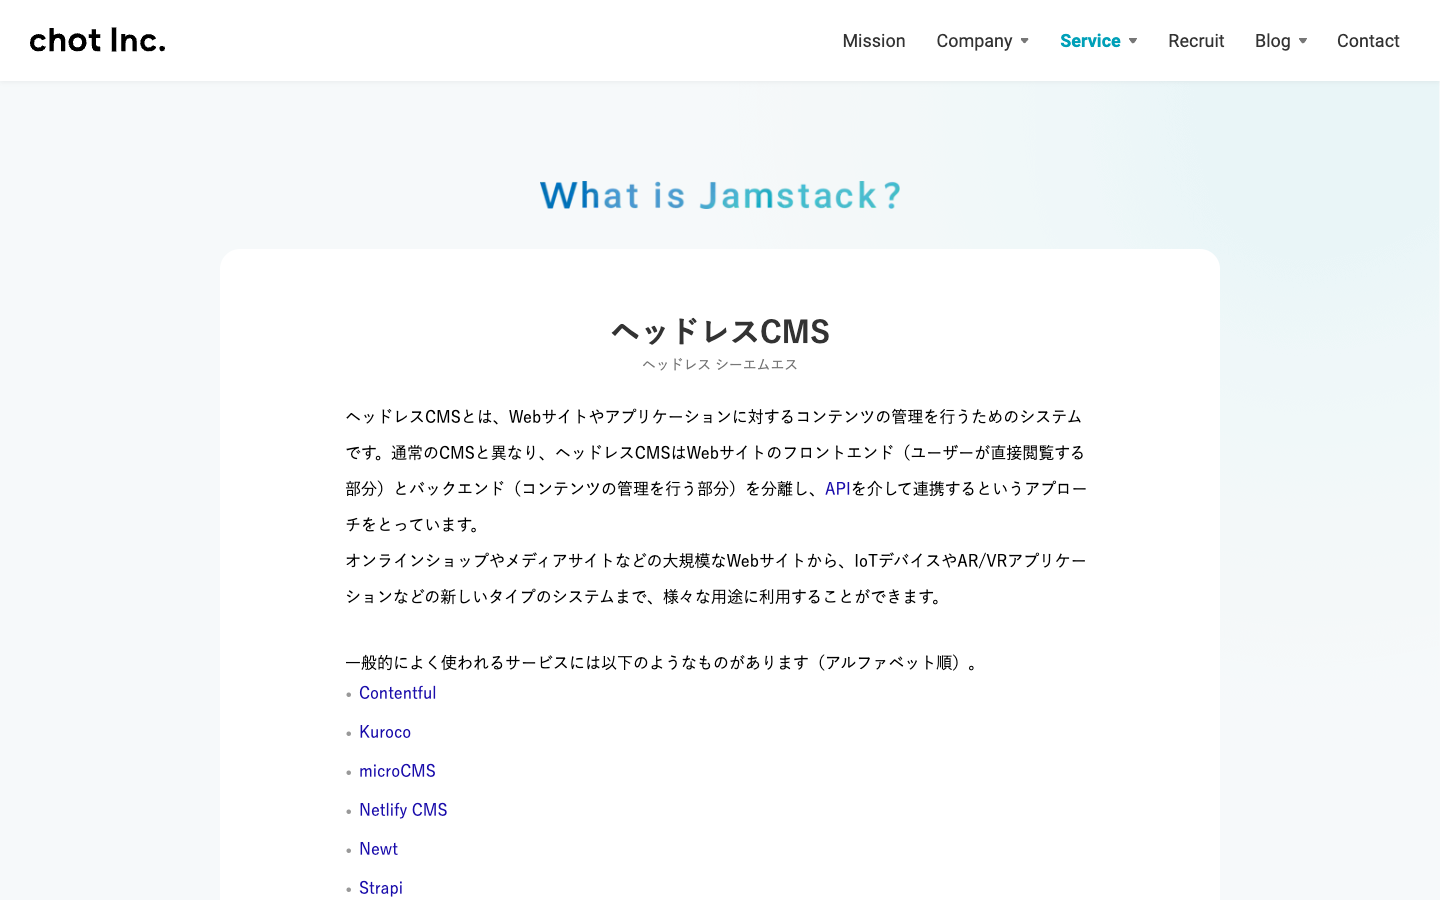 chot Inc.
Mission
Company
Service
Recruit
Blog
Contact
What is Jamstack?
ヘッドレスCMS
ヘッドレス シーエムエス
ヘッドレスCMSとは、Webサイトやアプリケーションに対するコンテンツの管理を行うためのシステム
です。通常のCMSと異なり、ヘッドレスCMSはWebサイトのフロントエンド（ユーザーが直接閲覧する
部分）とバックエンド（コンテンツの管理を行う部分）を分離し、APIを介して連携するというアプロー
チをとっています。
オンラインショップやメディアサイトなどの大規模なWebサイトから、IoTデバイスやAR/VRアプリケー
ションなどの新しいタイプのシステムまで、様々な用途に利用することができます。
一般的によく使われるサービスには以下のようなものがあります（アルファベット順）。
Contentful
Kuroco
microCMS
Netlify CMS
Newt
Strapi